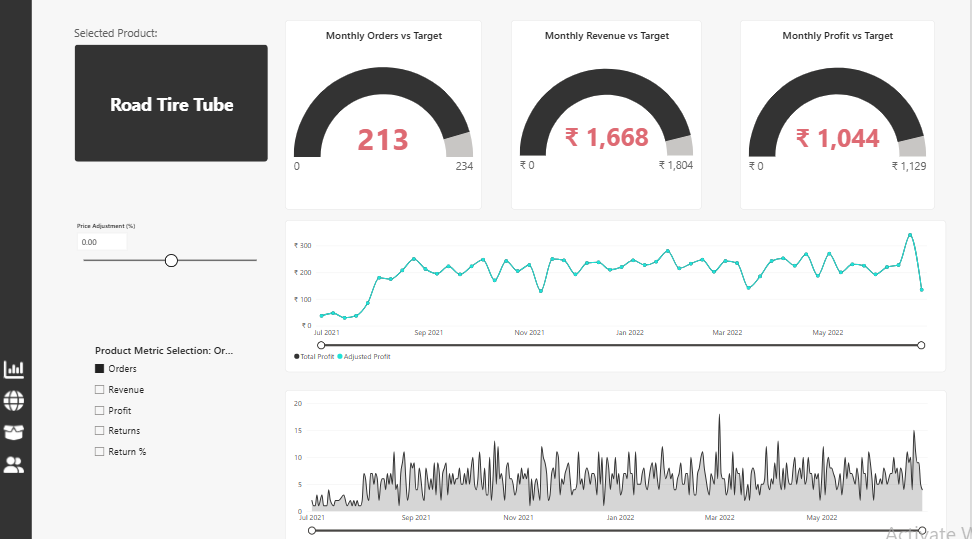 Selected Product:
Road Tire Tube
Monthly Orders vs Target
213
0
234
Monthly Revenue vs Target
₹ 1,668
₹ 0
₹ 1,804
Monthly Profit vs Target
₹ 1,044
₹ 0
₹ 1,129
Price Adjustment (%)
0.00
₹ 300
₹ 200
₹ 100
₹ 0
Jul 2021
Sep 2021
Nov 2021
Jan 2022
Mar 2022
May 2022
Total Profit
Adjusted Profit
Product Metric Selection: Or...
Orders
Revenue
Profit
Returns
Return %
20
15
10
5
0
Jul 2021
Sep 2021
Nov 2021
Jan 2022
Mar 2022
May 2022
Activate W